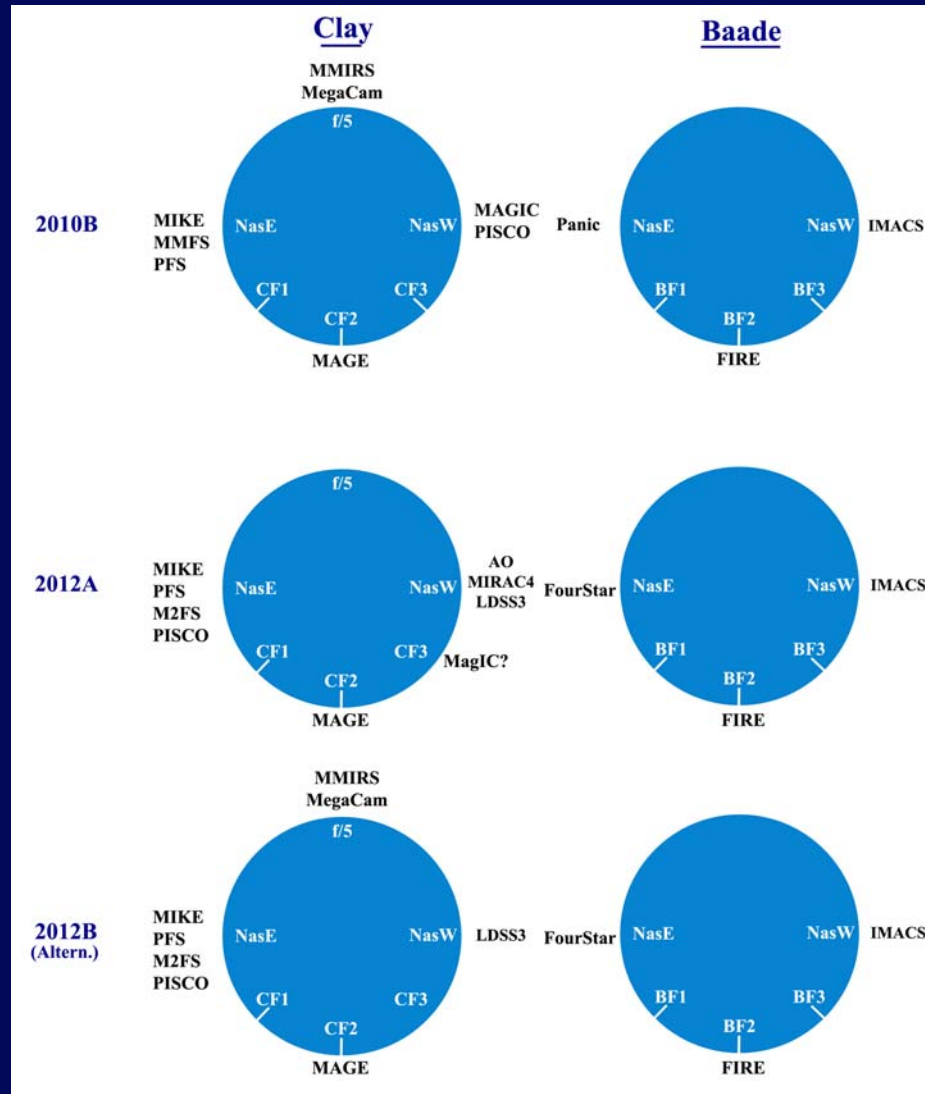 Clay
Baade
MMIRS
MegaCam
f/5
2010B
MIKE
MMFS
PFS
NasE
NasW
MAGIC
PISCO
Panic
NasE
NasW
IMACS
CF1
CF3
CF2
MAGE
BF1
BF3
BF2
FIRE
f/5
2012A
MIKE
PFS
M2FS
PISCO
NasE
NasW
AO
MIRAC4
LDSS3
FourStar
NasE
NasW
IMACS
CF1
CF3
MagIC?
CF2
MAGE
BF1
BF3
BF2
FIRE
MMIRS
MegaCam
f/5
2012B
(Altern.)
MIKE
PFS
M2FS
PISCO
NasE
NasW
LDSS3
FourStar
NasE
NasW
IMACS
CF1
CF3
CF2
MAGE
BF1
BF3
BF2
FIRE